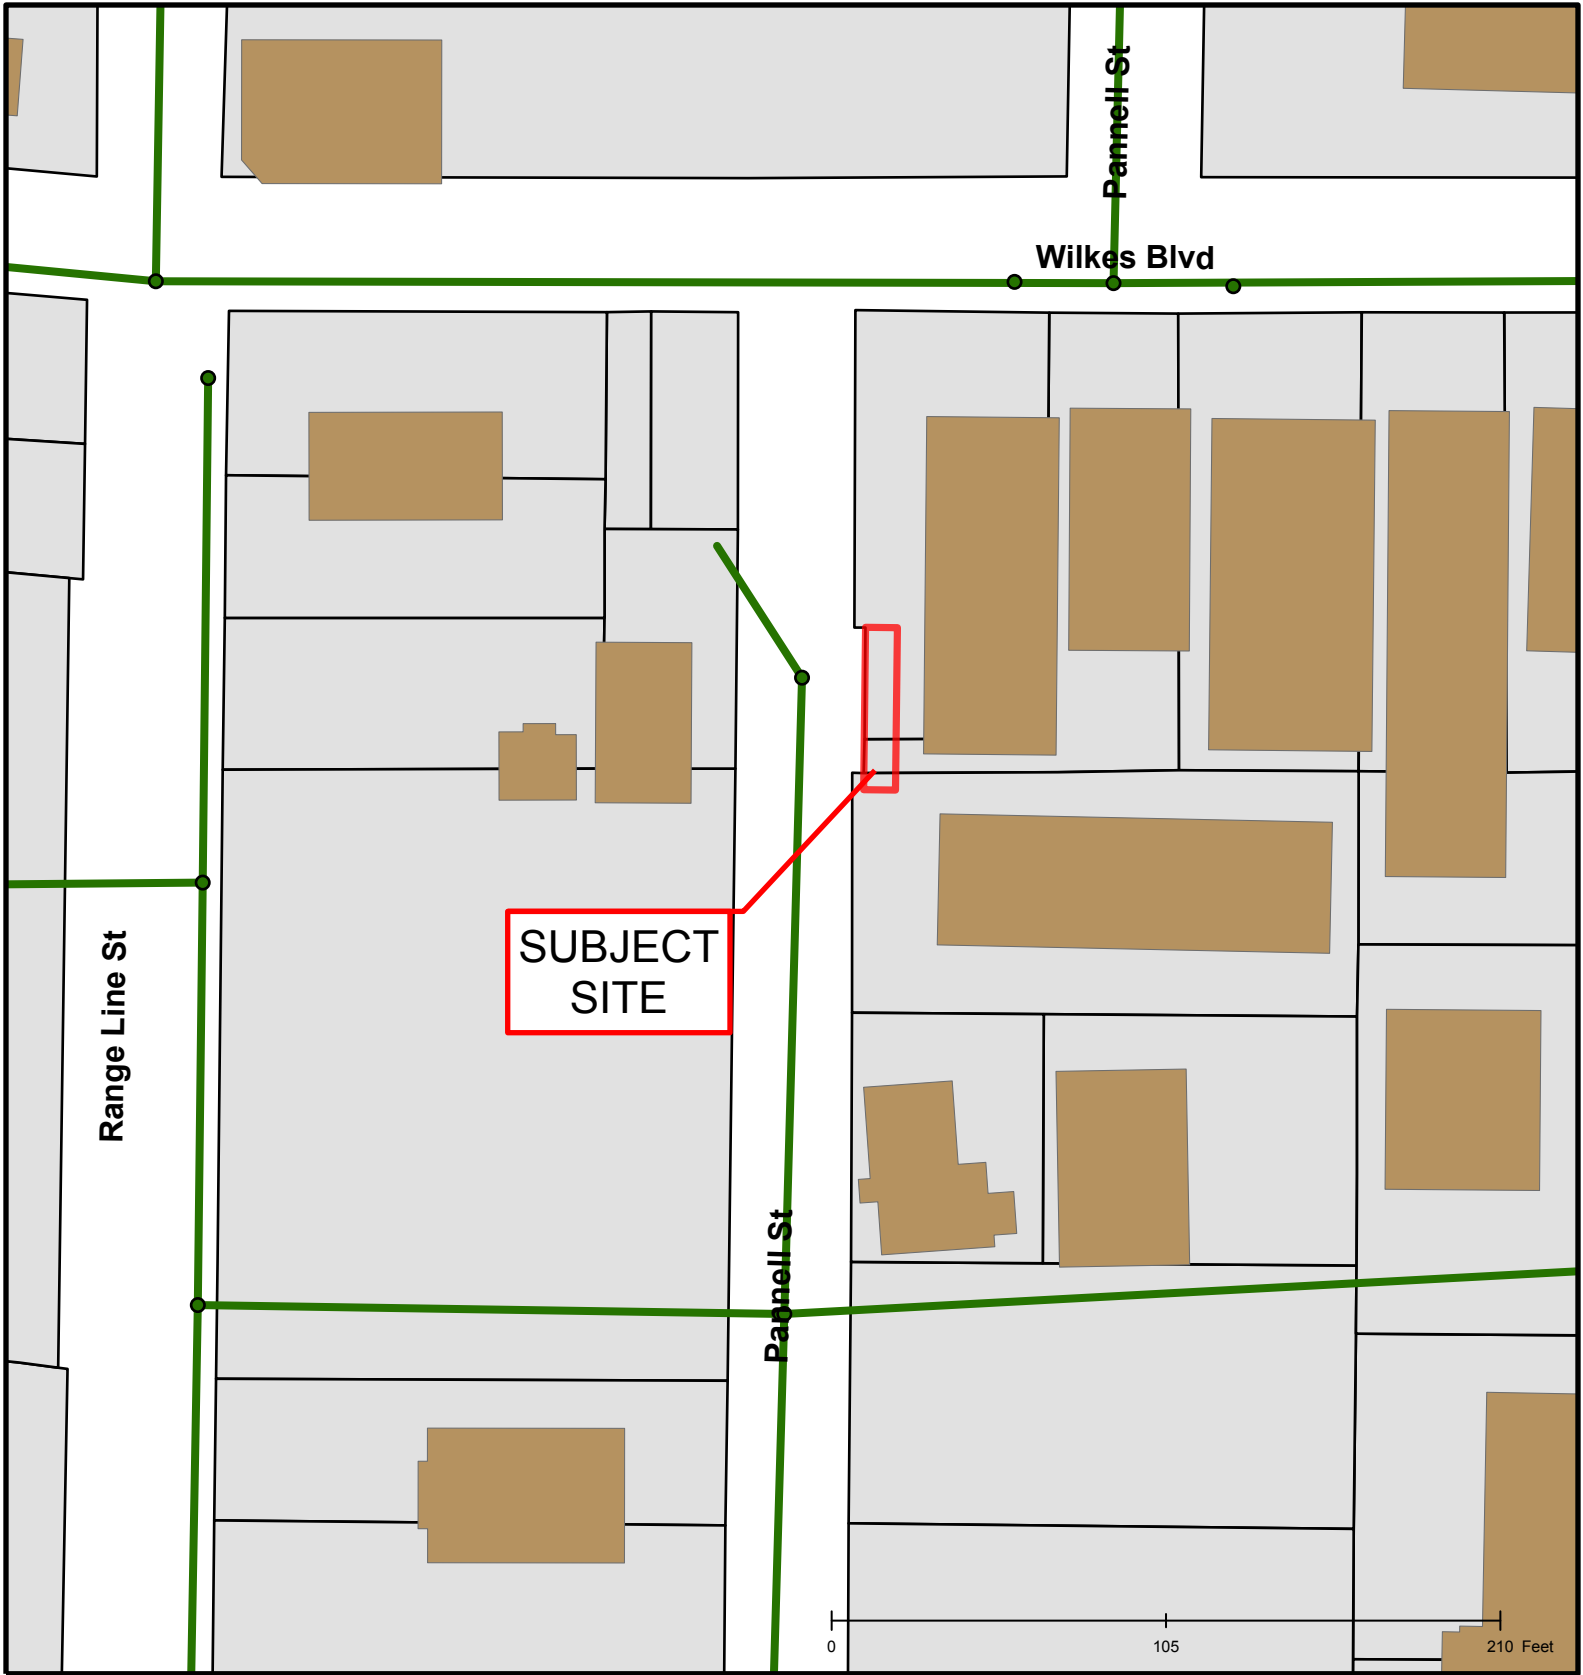 Pannell St
Wilkes Blvd
SUBJECT
SITE
Range Line St
Pannell St
0 105 210 Feet